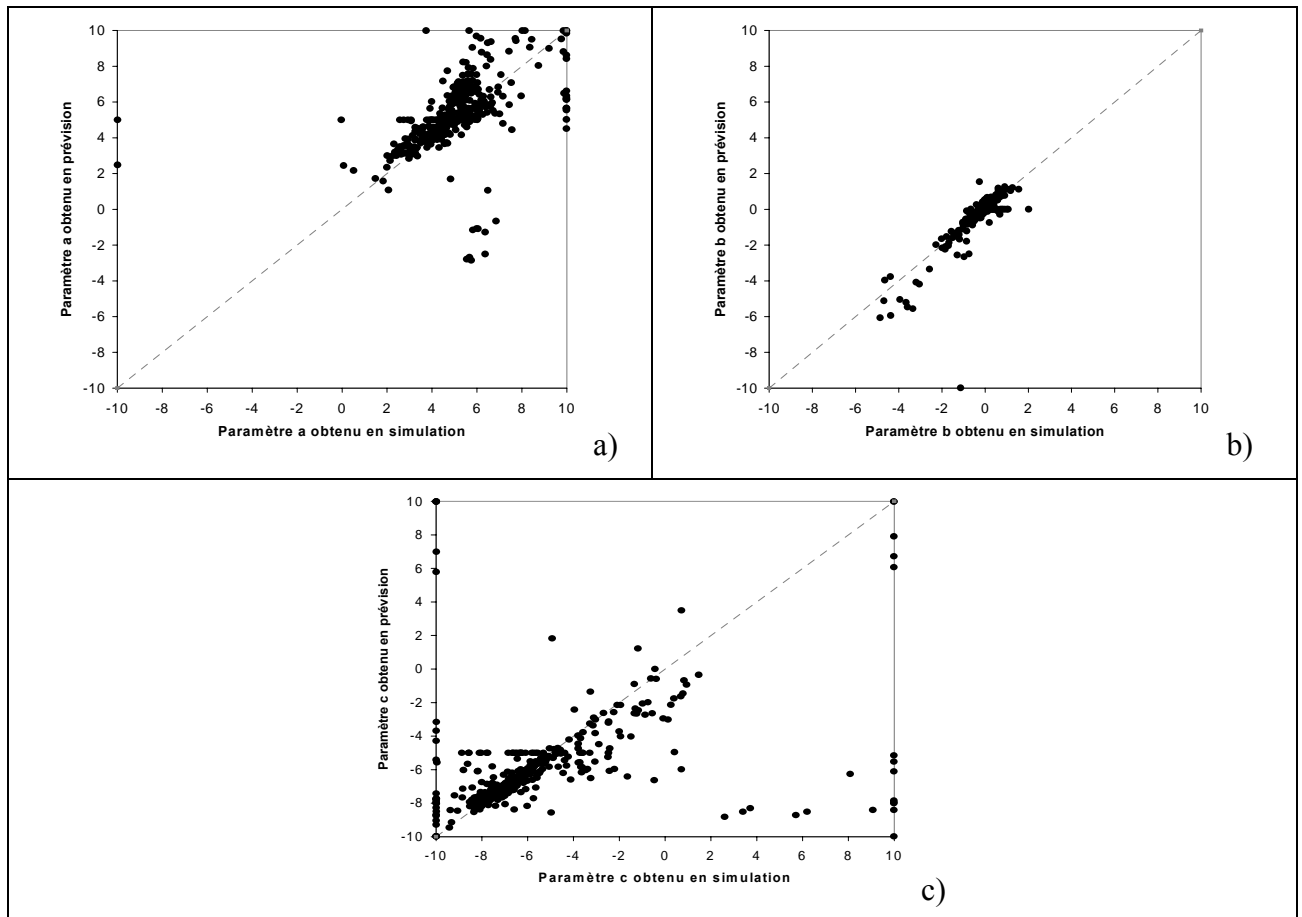 10
8
6
4
2
0
-2
-4
-6
-8
-10
-10 -8 -6 -4 -2 0 2 4 6 8 10
Paramètre a obtenu en prévision
Paramètre a obtenu en simulation
a)
10
8
6
4
2
0
-2
-4
-6
-8
-10
-10 -8 -6 -4 -2 0 2 4 6 8 10
Paramètre b obtenu en prévision
Paramètre b obtenu en simulation
b)
10
8
6
4
2
0
-2
-4
-6
-8
-10
-10 -8 -6 -4 -2 0 2 4 6 8 10
Paramètre c obtenu en prévision
Paramètre c obtenu en simulation
c)